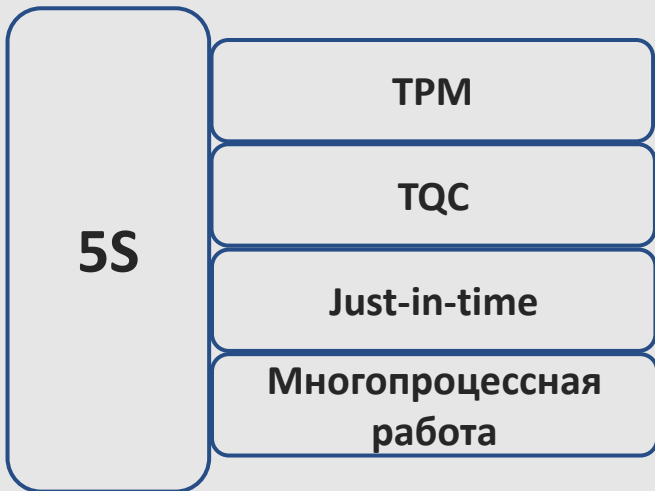 5S
TPM
TQC
Just-in-time
Многопроцессная
работа